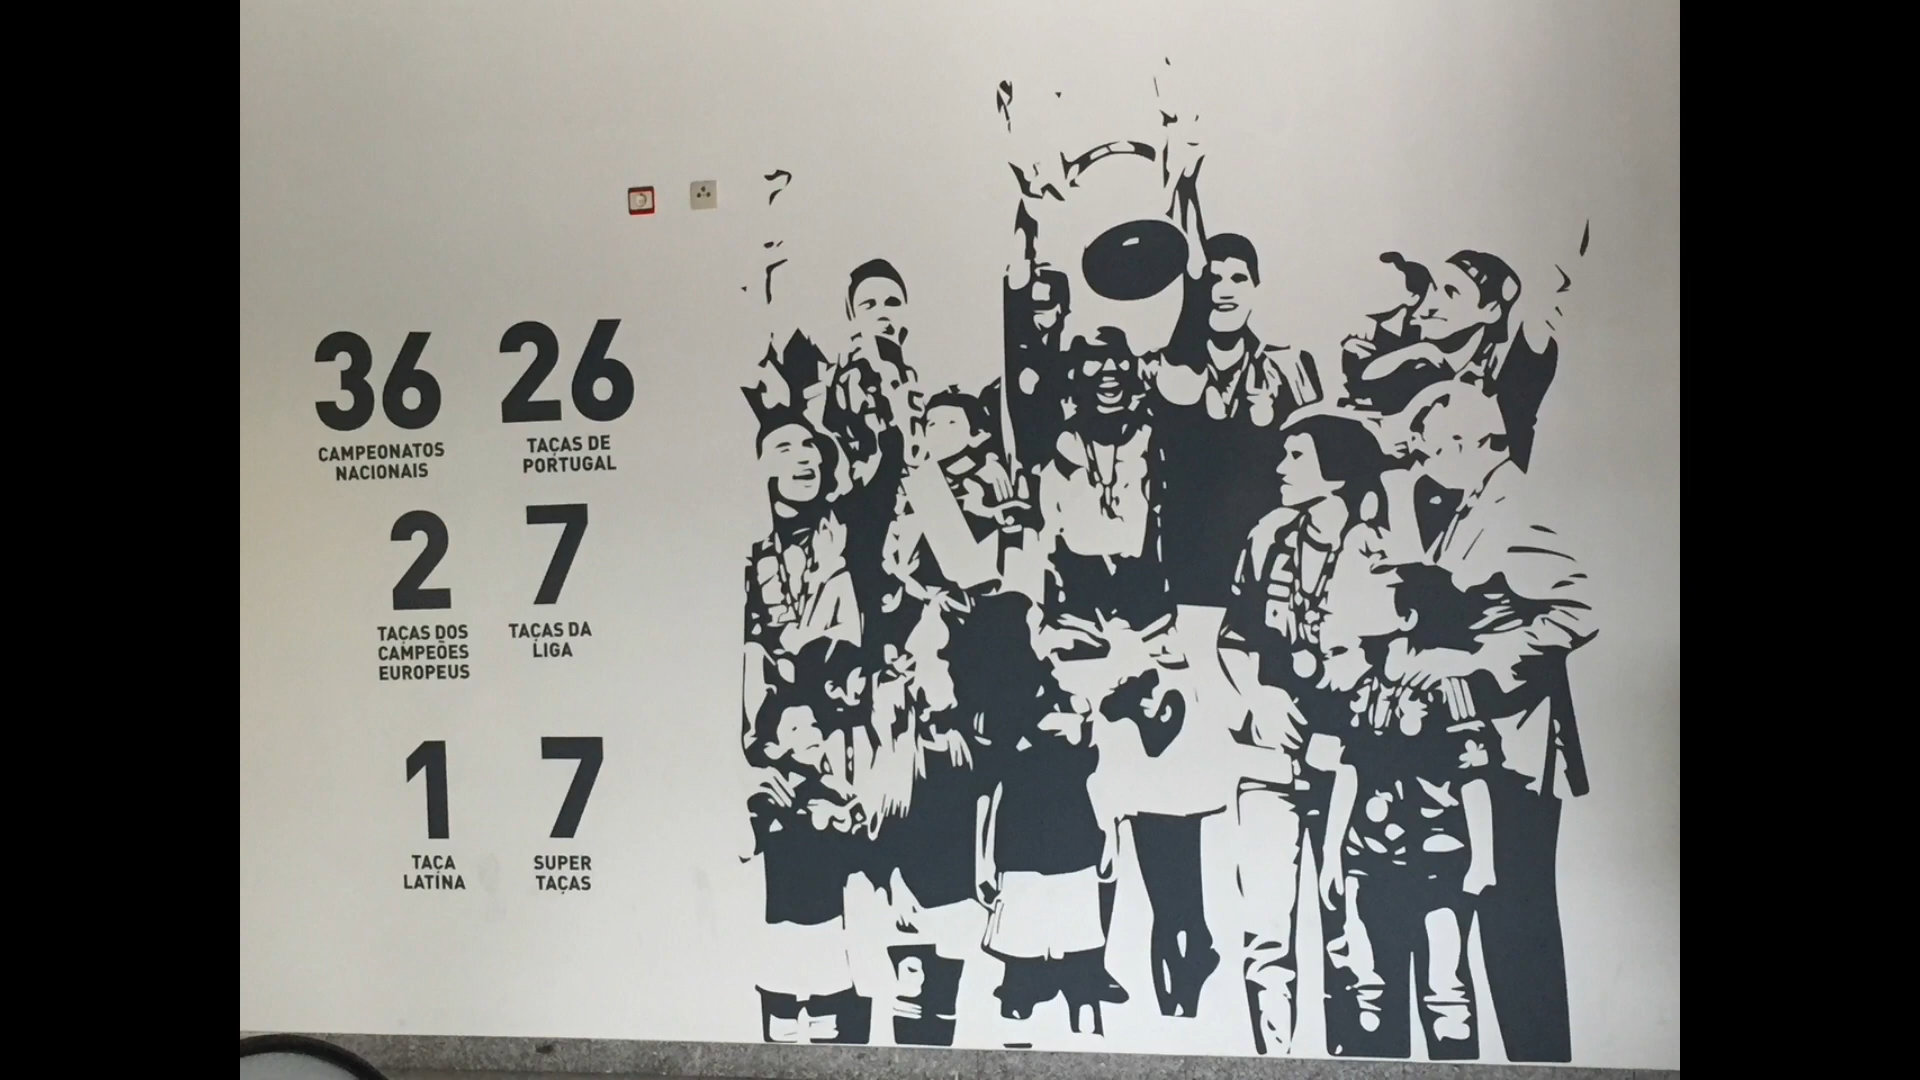 36
CAMPEONATOS
NACIONAIS
26
TAÇAS DE
PORTUGAL
2
TAÇAS DOS
CAMPEÕES
EUROPEUS
7
TAÇAS DA
LIGA
1
TAÇA
LATINA
7
SUPER
TAÇAS